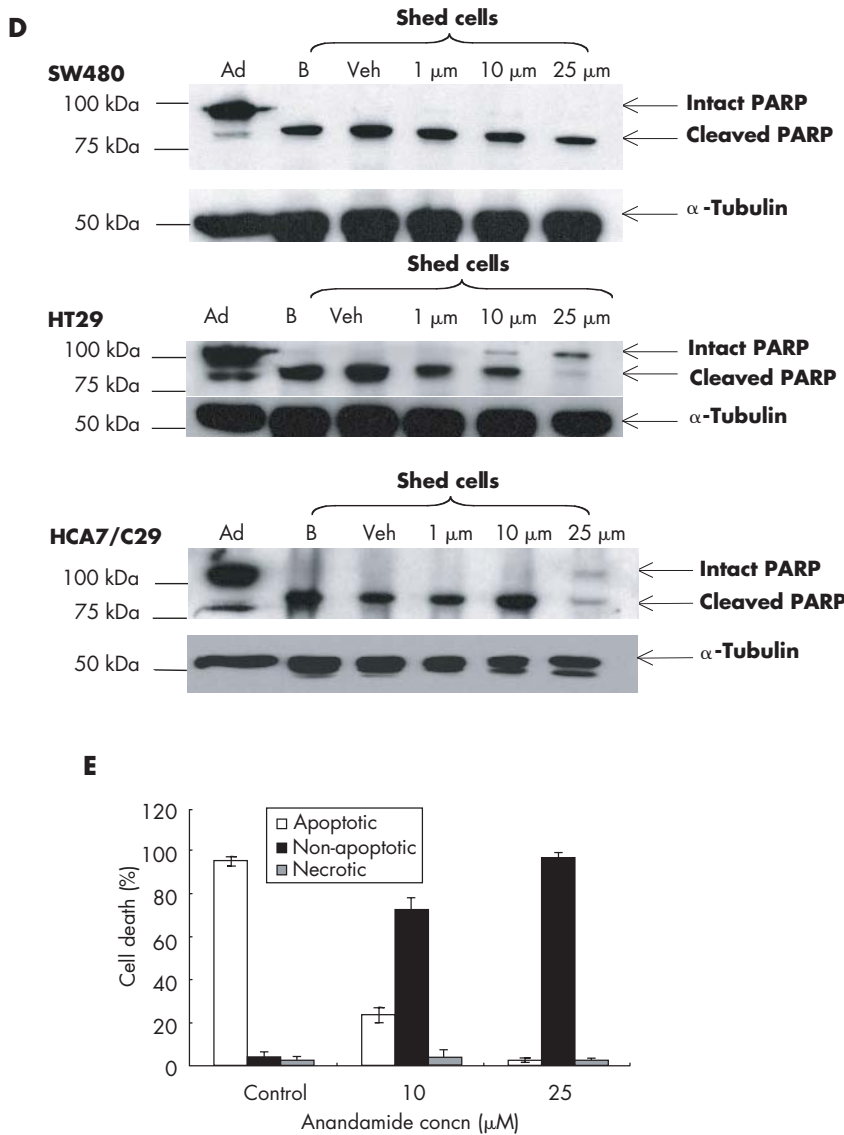 D
Shed cells
SW480 Ad B Veh 1 μm 10 μm 25 μm
100 kDa Intact PARP
75 kDa Cleaved PARP
50 kDa α-Tubulin
Shed cells
HT29 Ad B Veh 1 μm 10 μm 25 μm
100 kDa Intact PARP
75 kDa Cleaved PARP
50 kDa α-Tubulin
Shed cells
HCA7/C29 Ad B Veh 1 μm 10 μm 25 μm
100 kDa Intact PARP
75 kDa Cleaved PARP
50 kDa α-Tubulin
E
120
100
80
60
40
20
0
Cell death (%)
Apoptotic
Non-apoptotic
Necrotic
Control 10 25
Anandamide concn (μM)